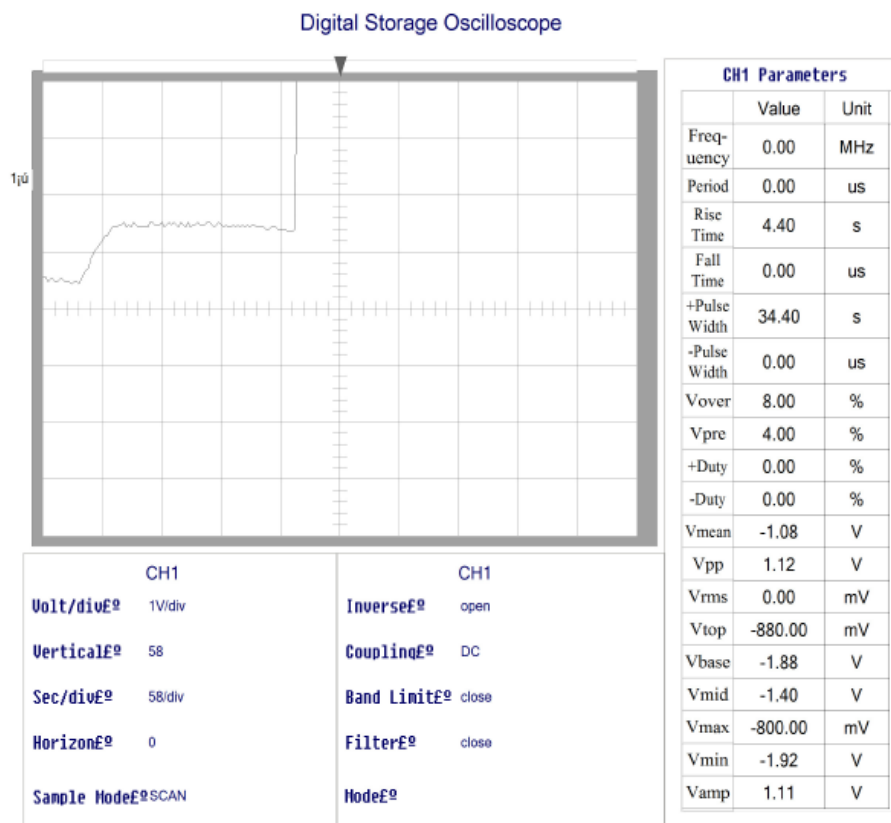 Digital Storage Oscilloscope
1¡ú
CH1 Parameters
Value Unit
Freq-
uency 0.00 MHz
Period 0.00 us
Rise
Time 4.40 s
Fall
Time 0.00 us
+Pulse
Width 34.40 s
-Pulse
Width 0.00 us
Vover 8.00 %
Vpre 4.00 %
+Duty 0.00 %
-Duty 0.00 %
Vmean -1.08 V
Vpp 1.12 V
Vrms 0.00 mV
Vtop -880.00 mV
Vbase -1.88 V
Vmid -1.40 V
Vmax -800.00 mV
Vmin -1.92 V
Vamp 1.11 V
CH1
Volt/div£º 1V/div
Vertical£º 58
Sec/div£º 58/div
Horizon£º 0
Sample Mode£º SCAN
CH1
Inverse£º open
Coupling£º DC
Band Limit£º close
Filter£º close
Mode£º